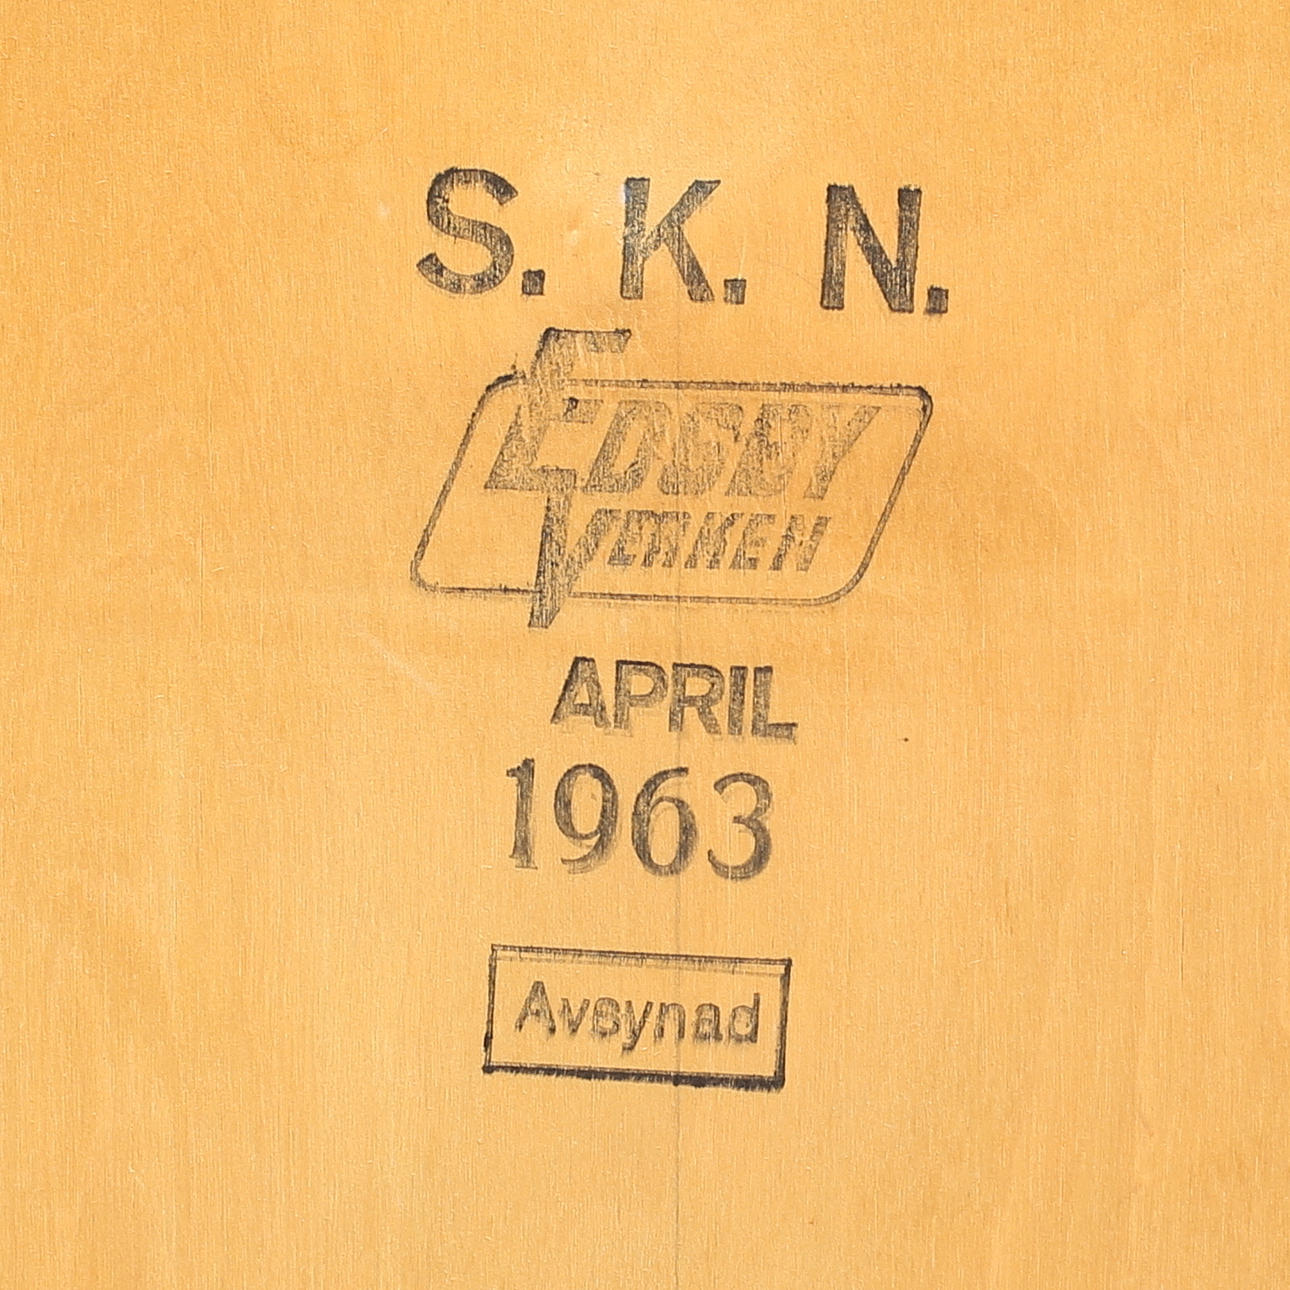 S. K. N.
EDSBY
VERKEN
APRIL
1963
Avsynad